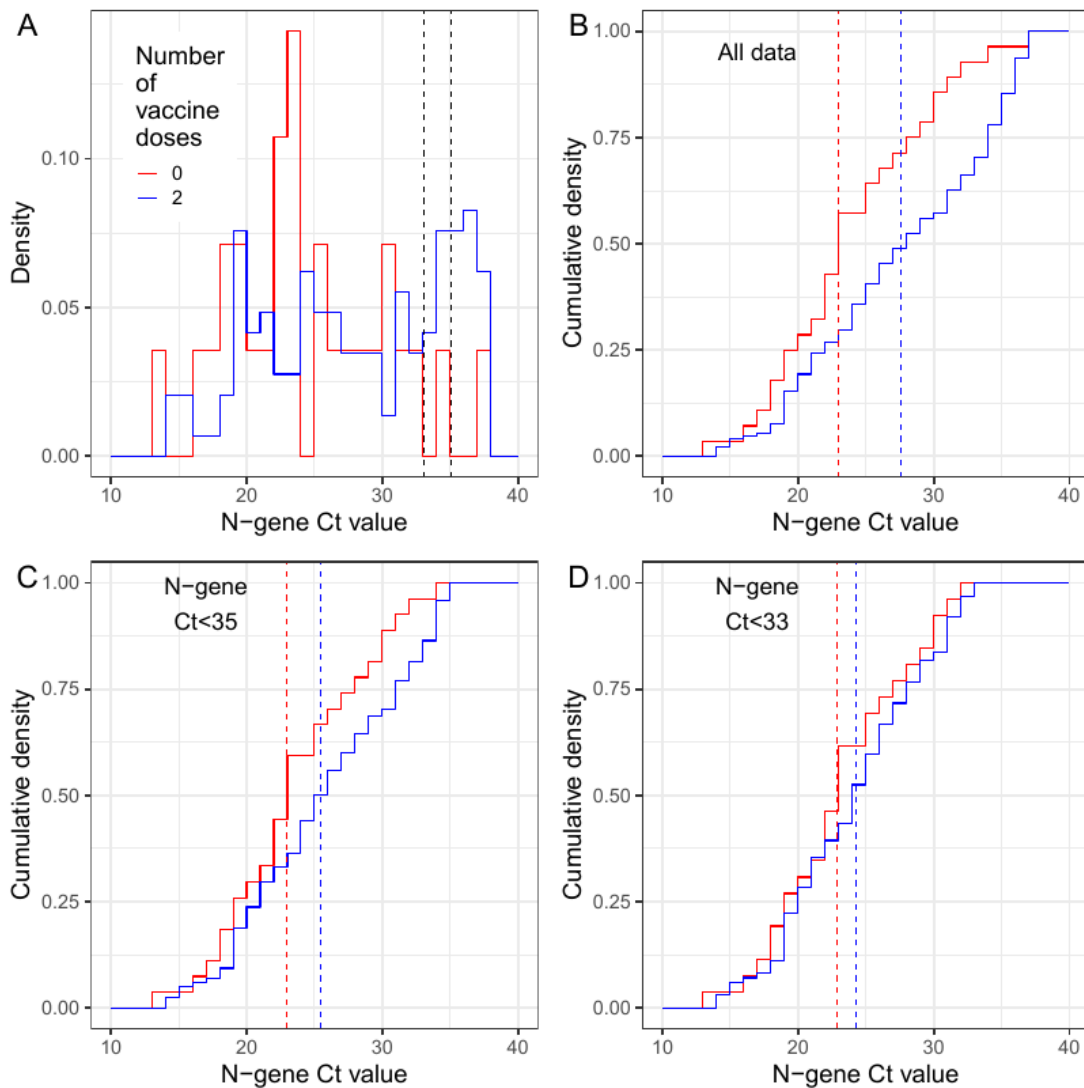 A
Number
of
vaccine
doses
0
2
0.10
0.05
0.00
Density
10 20 30 40
N−gene Ct value
B
All data
1.00
0.75
0.50
0.25
0.00
Cumulative density
10 20 30 40
N−gene Ct value
C
N−gene
Ct<35
1.00
0.75
0.50
0.25
0.00
Cumulative density
10 20 30 40
N−gene Ct value
D
N−gene
Ct<33
1.00
0.75
0.50
0.25
0.00
Cumulative density
10 20 30 40
N−gene Ct value